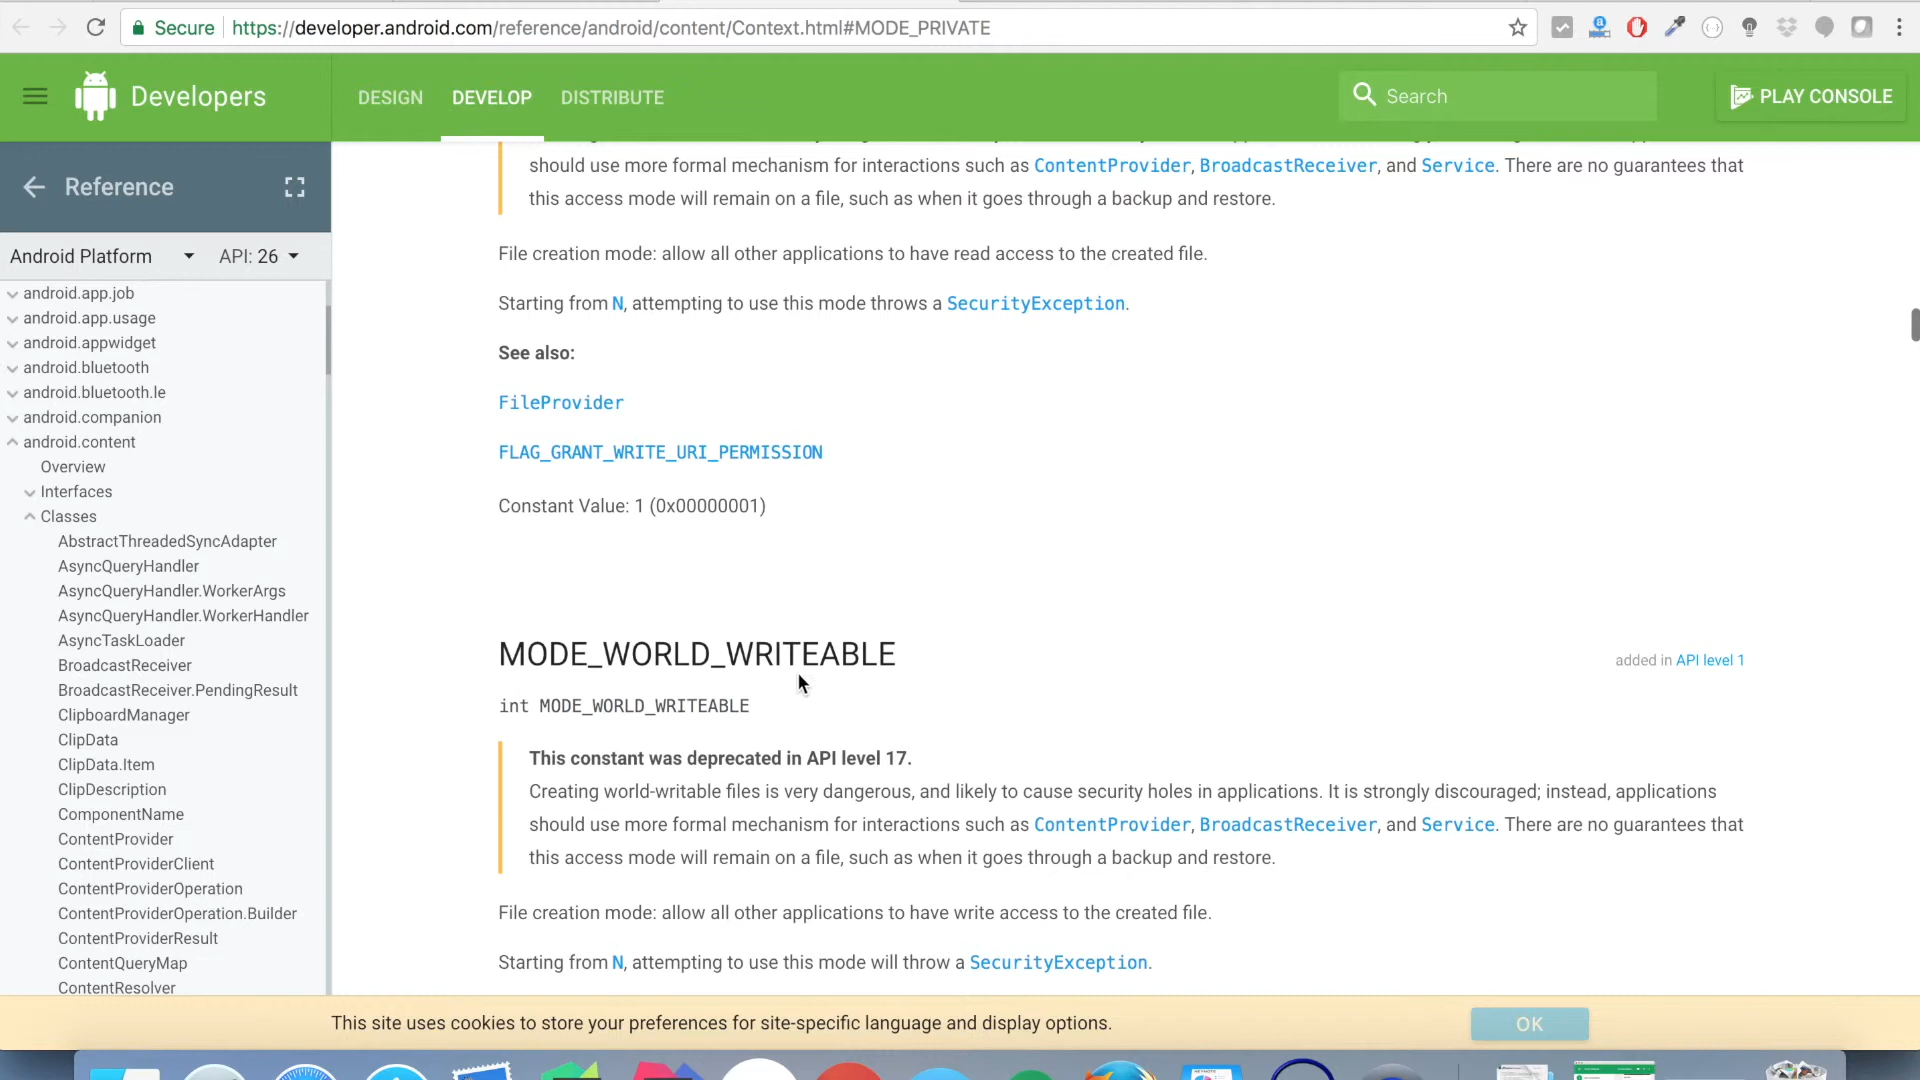 Secure https://developer.android.com/reference/android/content/Context.html#MODE_PRIVATE
Developers
DESIGN DEVELOP DISTRIBUTE
Search
PLAY CONSOLE
Reference
Android Platform API: 26
android.app.job
android.app.usage
android.appwidget
android.bluetooth
android.bluetooth.le
android.companion
android.content
Overview
Interfaces
Classes
AbstractThreadedSyncAdapter
AsyncQueryHandler
AsyncQueryHandler.WorkerArgs
AsyncQueryHandler.WorkerHandler
AsyncTaskLoader
BroadcastReceiver
BroadcastReceiver.PendingResult
ClipboardManager
ClipData
ClipData.Item
ClipDescription
ComponentName
ContentProvider
ContentProviderClient
ContentProviderOperation
ContentProviderOperation.Builder
ContentProviderResult
ContentQueryMap
ContentResolver
should use more formal mechanism for interactions such as ContentProvider, BroadcastReceiver, and Service. There are no guarantees that
this access mode will remain on a file, such as when it goes through a backup and restore.
File creation mode: allow all other applications to have read access to the created file.
Starting from N, attempting to use this mode throws a SecurityException.
See also:
FileProvider
FLAG_GRANT_WRITE_URI_PERMISSION
Constant Value: 1 (0x00000001)
MODE_WORLD_WRITEABLE
added in API level 1
int MODE_WORLD_WRITEABLE
This constant was deprecated in API level 17.
Creating world-writable files is very dangerous, and likely to cause security holes in applications. It is strongly discouraged; instead, applications
should use more formal mechanism for interactions such as ContentProvider, BroadcastReceiver, and Service. There are no guarantees that
this access mode will remain on a file, such as when it goes through a backup and restore.
File creation mode: allow all other applications to have write access to the created file.
Starting from N, attempting to use this mode will throw a SecurityException.
This site uses cookies to store your preferences for site-specific language and display options.
OK